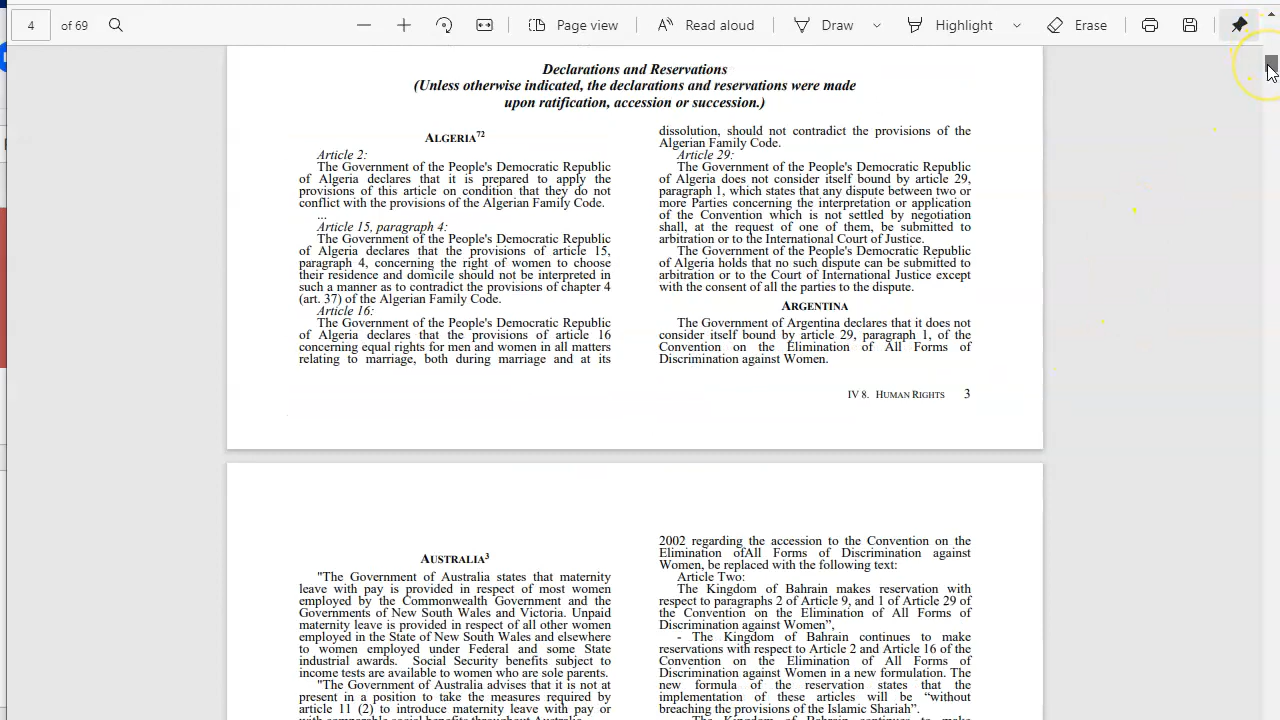 4 of 69 Page view Read aloud Draw Highlight Erase
Declarations and Reservations
(Unless otherwise indicated, the declarations and reservations were made
upon ratification, accession or succession.)
ALGERIA72
Article 2:
The Government of the People's Democratic Republic
of Algeria declares that it is prepared to apply the
provisions of this article on condition that they do not
conflict with the provisions of the Algerian Family Code.
...
Article 15, paragraph 4:
The Government of the People's Democratic Republic
of Algeria declares that the provisions of article 15,
paragraph 4, concerning the right of women to choose
their residence and domicile should not be interpreted in
such a manner as to contradict the provisions of chapter 4
(art. 37) of the Algerian Family Code.
Article 16:
The Government of the People's Democratic Republic
of Algeria declares that the provisions of article 16
concerning equal rights for men and women in all matters
relating to marriage, both during marriage and at its
dissolution, should not contradict the provisions of the
Algerian Family Code.
Article 29:
The Government of the People's Democratic Republic
of Algeria does not consider itself bound by article 29,
paragraph 1, which states that any dispute between two or
more Parties concerning the interpretation or application
of the Convention which is not settled by negotiation
shall, at the request of one of them, be submitted to
arbitration or to the International Court of Justice.
The Government of the People's Democratic Republic
of Algeria holds that no such dispute can be submitted to
arbitration or to the Court of International Justice except
with the consent of all the parties to the dispute.
ARGENTINA
The Government of Argentina declares that it does not
consider itself bound by article 29, paragraph 1, of the
Convention on the Elimination of All Forms of
Discrimination against Women.
IV 8. HUMAN RIGHTS 3
AUSTRALIA3
"The Government of Australia states that maternity
leave with pay is provided in respect of most women
employed by the Commonwealth Government and the
Governments of New South Wales and Victoria. Unpaid
maternity leave is provided in respect of all other women
employed in the State of New South Wales and elsewhere
to women employed under Federal and some State
industrial awards. Social Security benefits subject to
income tests are available to women who are sole parents.
"The Government of Australia advises that it is not at
present in a position to take the measures required by
article 11 (2) to introduce maternity leave with pay or
with comparable social benefits throughout Australia.
2002 regarding the accession to the Convention on the
Elimination ofAll Forms of Discrimination against
Women, be replaced with the following text:
Article Two:
The Kingdom of Bahrain makes reservation with
respect to paragraphs 2 of Article 9, and 1 of Article 29 of
the Convention on the Elimination of All Forms of
Discrimination against Women”,
- The Kingdom of Bahrain continues to make
reservations with respect to Article 2 and Article 16 of the
Convention on the Elimination of All Forms of
Discrimination against Women in a new formulation. The
new formula of the reservation states that the
implementation of these articles will be “without
breaching the provisions of the Islamic Shariah”.
- The Kingdom of Bahrain continues to make